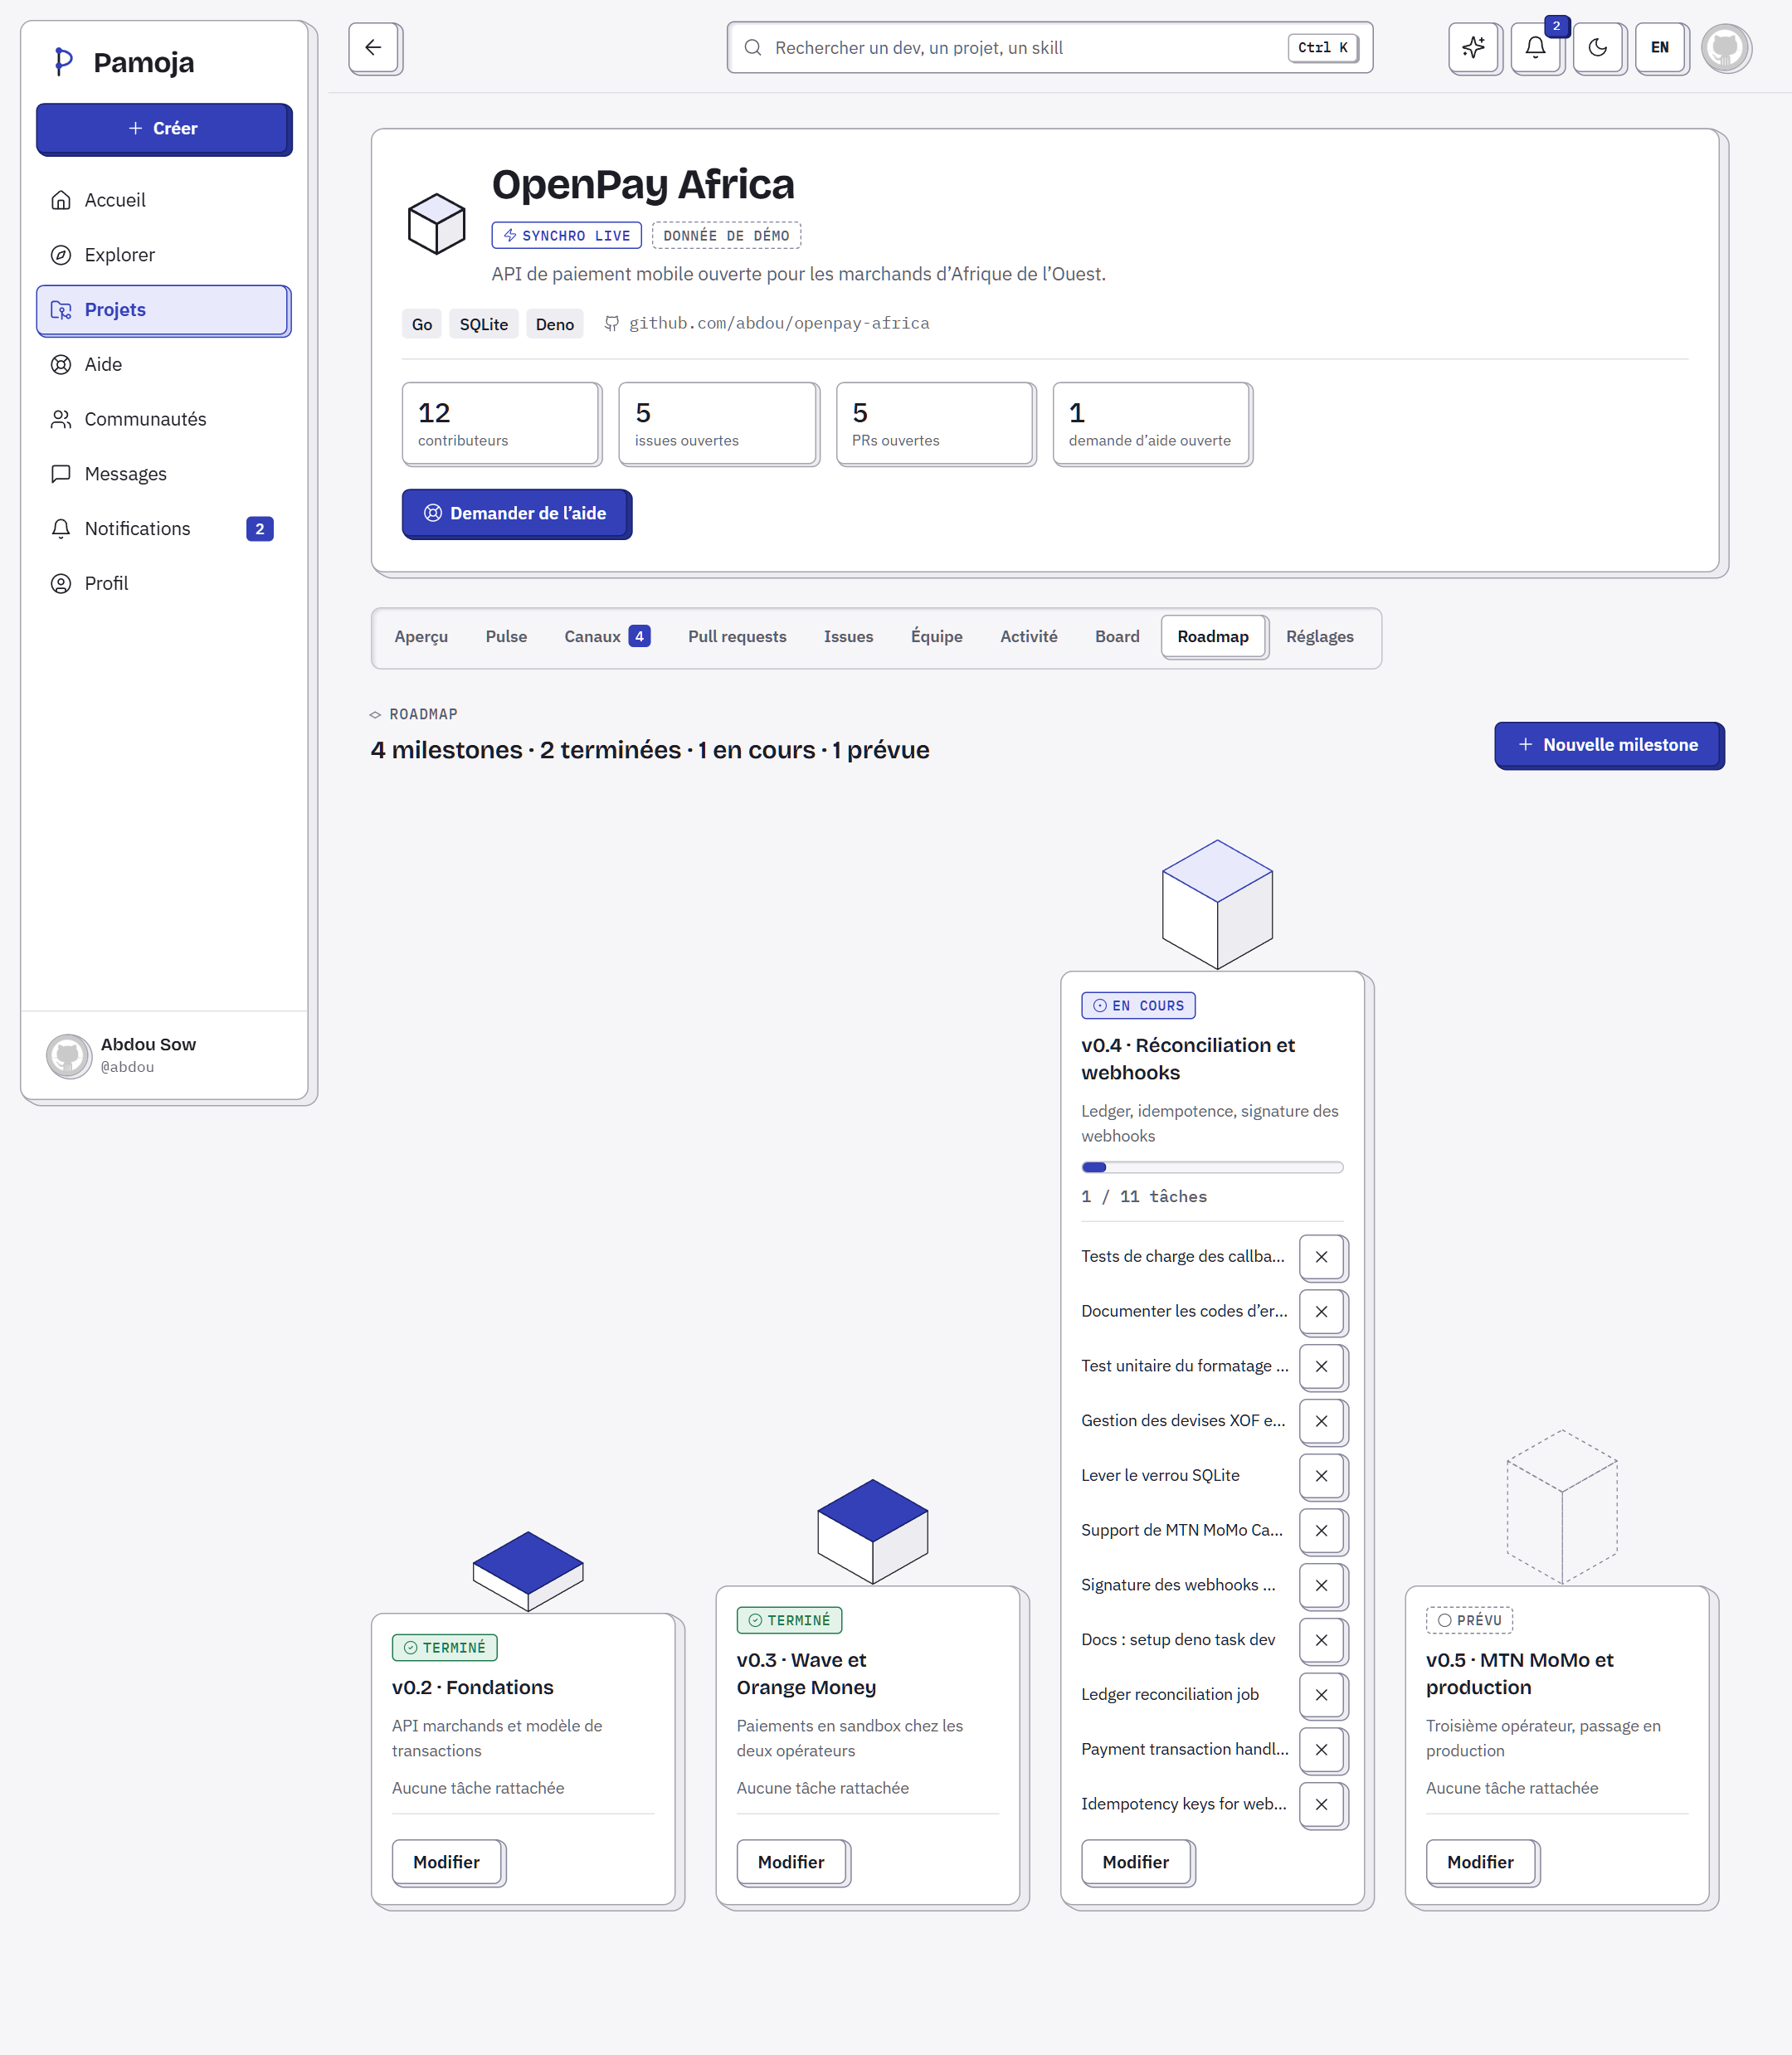 Pamoja
Créer
Accueil
Explorer
Projets
Aide
Communautés
Messages
Notifications 2
Profil
Abdou Sow
@abdou
Rechercher un dev, un projet, un skill Ctrl K
2
EN
OpenPay Africa
SYNCHRO LIVE DONNÉE DE DÉMO
API de paiement mobile ouverte pour les marchands d’Afrique de l’Ouest.
Go SQLite Deno github.com/abdou/openpay-africa
12
contributeurs
5
issues ouvertes
5
PRs ouvertes
1
demande d’aide ouverte
Demander de l’aide
Aperçu Pulse Canaux 4 Pull requests Issues Équipe Activité Board Roadmap Réglages
ROADMAP
4 milestones · 2 terminées · 1 en cours · 1 prévue
Nouvelle milestone
TERMINÉ
v0.2 · Fondations
API marchands et modèle de
transactions
Aucune tâche rattachée
Modifier
TERMINÉ
v0.3 · Wave et
Orange Money
Paiements en sandbox chez les
deux opérateurs
Aucune tâche rattachée
Modifier
EN COURS
v0.4 · Réconciliation et
webhooks
Ledger, idempotence, signature des
webhooks
1 / 11 tâches
Tests de charge des callba...
Documenter les codes d’er...
Test unitaire du formatage ...
Gestion des devises XOF e...
Lever le verrou SQLite
Support de MTN MoMo Ca...
Signature des webhooks ...
Docs : setup deno task dev
Ledger reconciliation job
Payment transaction handl...
Idempotency keys for web...
Modifier
PRÉVU
v0.5 · MTN MoMo et
production
Troisième opérateur, passage en
production
Aucune tâche rattachée
Modifier